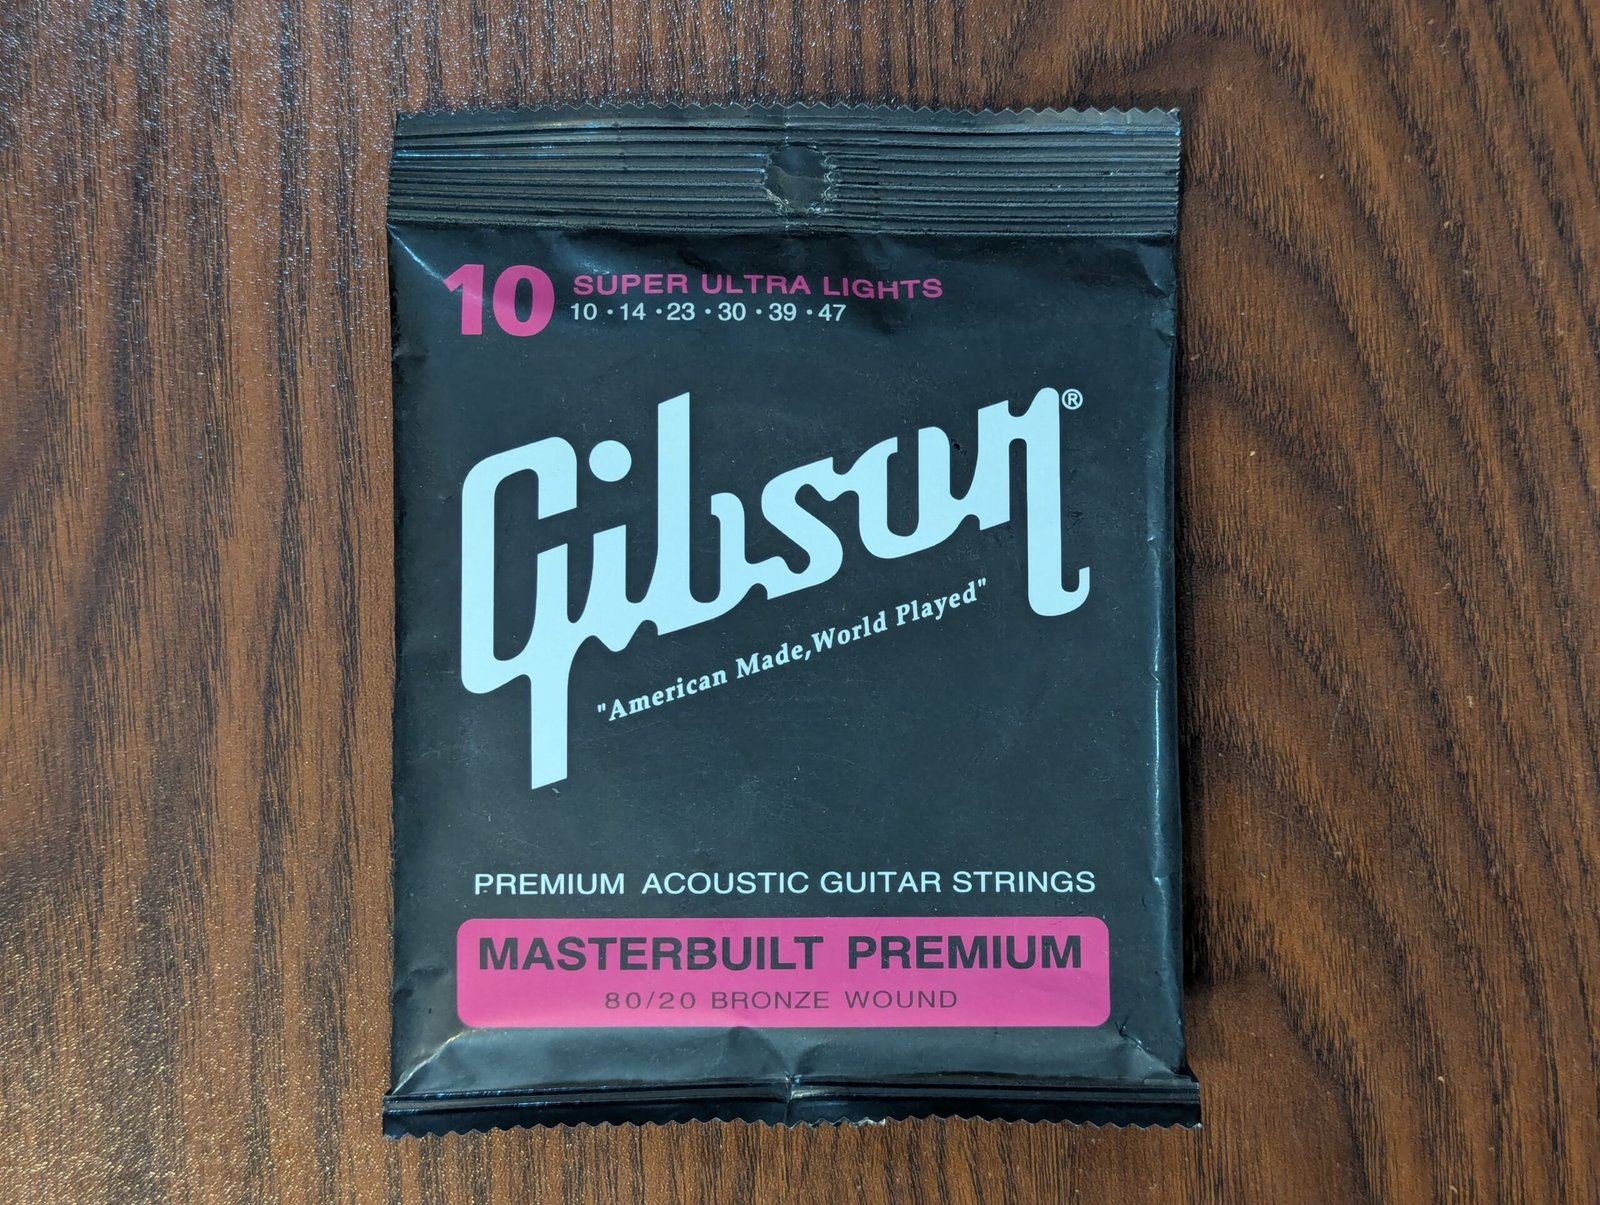 10 SUPER ULTRA LIGHTS
10 · 14 · 23 · 30 · 39 · 47
Gibson®
"American Made,World Played"
PREMIUM ACOUSTIC GUITAR STRINGS
MASTERBUILT PREMIUM
80/20 BRONZE WOUND